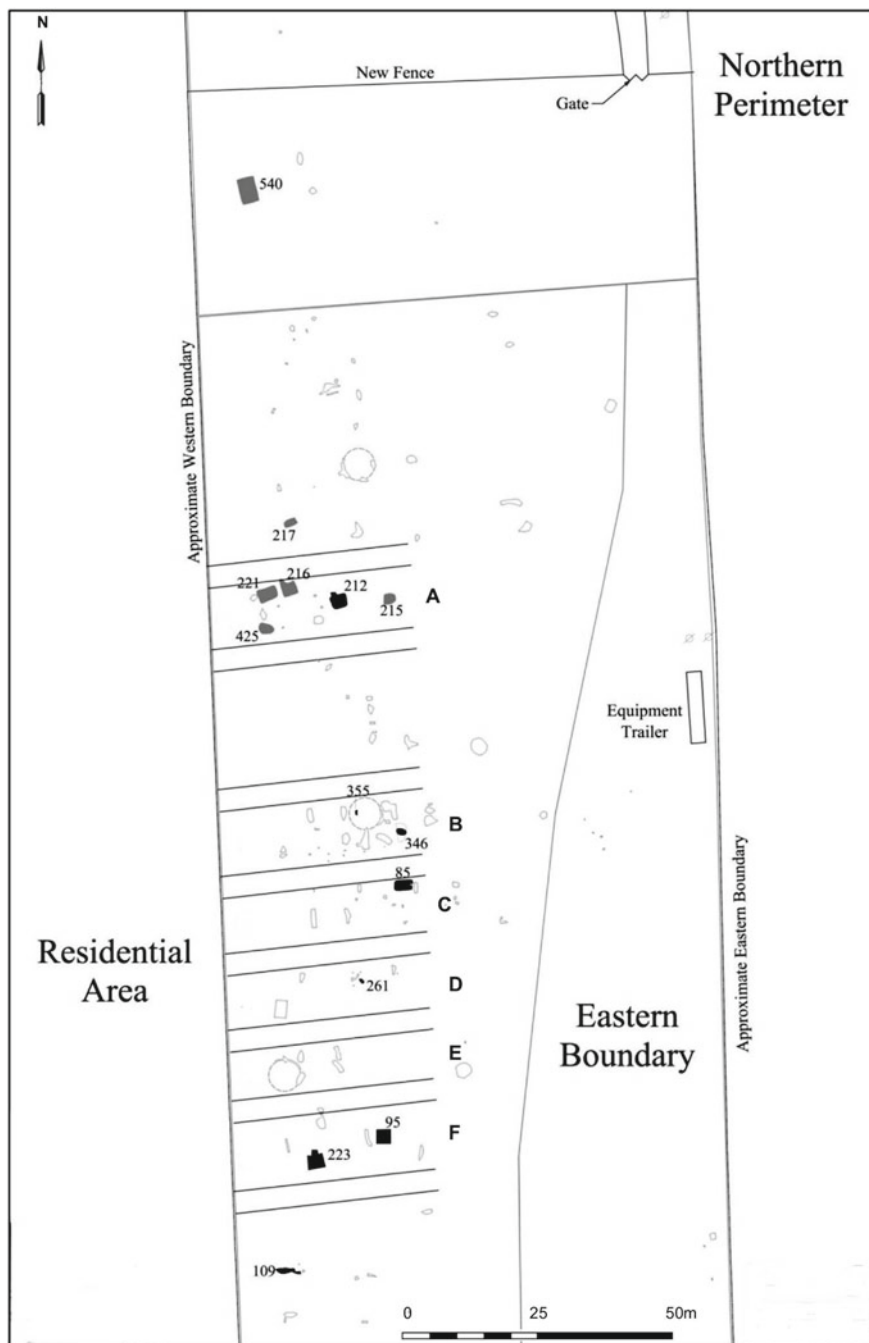 N
New Fence
Gate
Northern
Perimeter
540
Approximate Western Boundary
217
221
216
212
215
A
425
Equipment
Trailer
355
B
346
85
C
Residential
Area
261
D
Eastern
Boundary
Approximate Eastern Boundary
E
95
F
223
109
0
25
50m